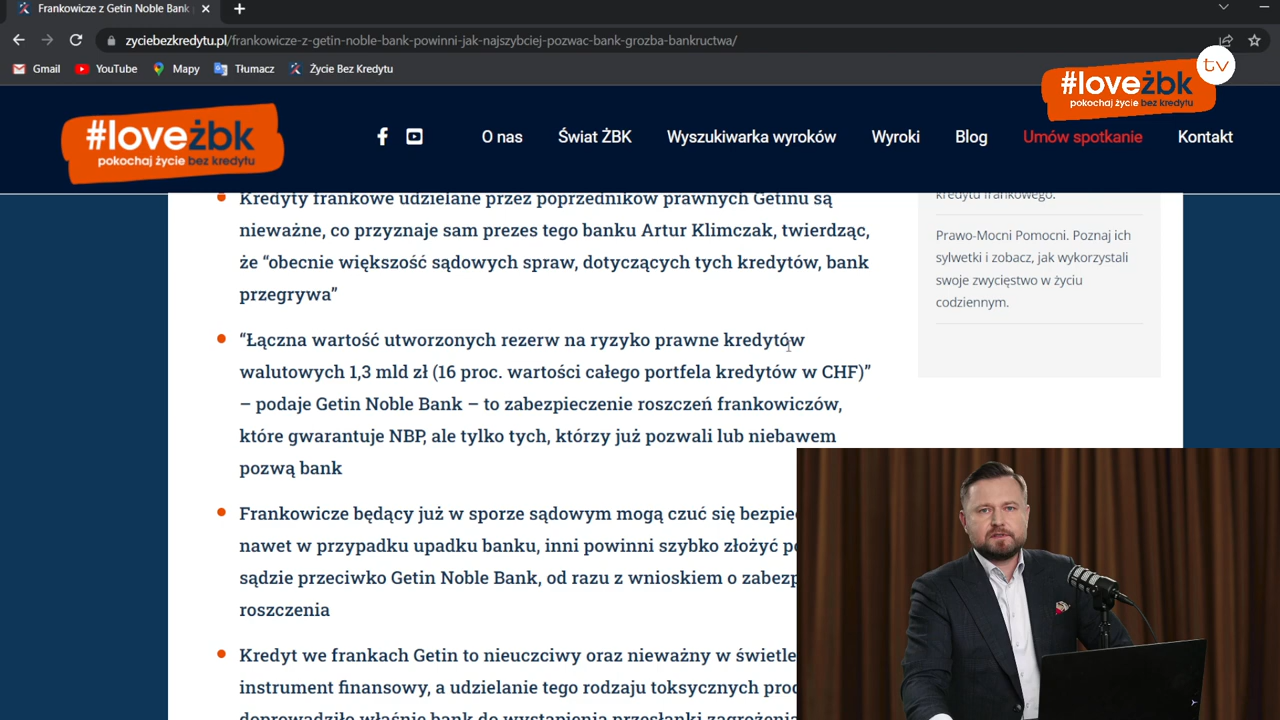 Frankowicze z Getin Noble Bank
zyciebezkredytu.pl/frankowicze-z-getin-noble-bank-powinni-jak-najszybciej-pozwac-bank-grozba-bankructwa/
Gmail YouTube Mapy Tłumacz Życie Bez Kredytu
tv
#loveżbk
pokochaj życie bez kredytu
#loveżbk
pokochaj życie bez kredytu
O nas Świat ŻBK Wyszukiwarka wyroków Wyroki Blog Umów spotkanie Kontakt
Kredyty frankowe udzielane przez poprzedników prawnych Getinu są
nieważne, co przyznaje sam prezes tego banku Artur Klimczak, twierdząc,
że “obecnie większość sądowych spraw, dotyczących tych kredytów, bank
przegrywa”
“Łączna wartość utworzonych rezerw na ryzyko prawne kredytów
walutowych 1,3 mld zł (16 proc. wartości całego portfela kredytów w CHF)”
– podaje Getin Noble Bank – to zabezpieczenie roszczeń frankowiczów,
które gwarantuje NBP, ale tylko tych, którzy już pozwali lub niebawem
pozwą bank
Frankowicze będący już w sporze sądowym mogą czuć się
nawet w przypadku upadku banku, inni powinni szybko złożyć
sądzie przeciwko Getin Noble Bank, od razu z wnioskiem o
roszczenia
Kredyt we frankach Getin to nieuczciwy oraz nieważny w świetle
instrument finansowy, a udzielanie tego rodzaju toksycznych
doprowadziło właśnie bank do wystąpienia przesłanki zagrożenia
kredytu frankowego.
Prawo-Mocni Pomocni. Poznaj ich
sylwetki i zobacz, jak wykorzystali
swoje zwycięstwo w życiu
codziennym.